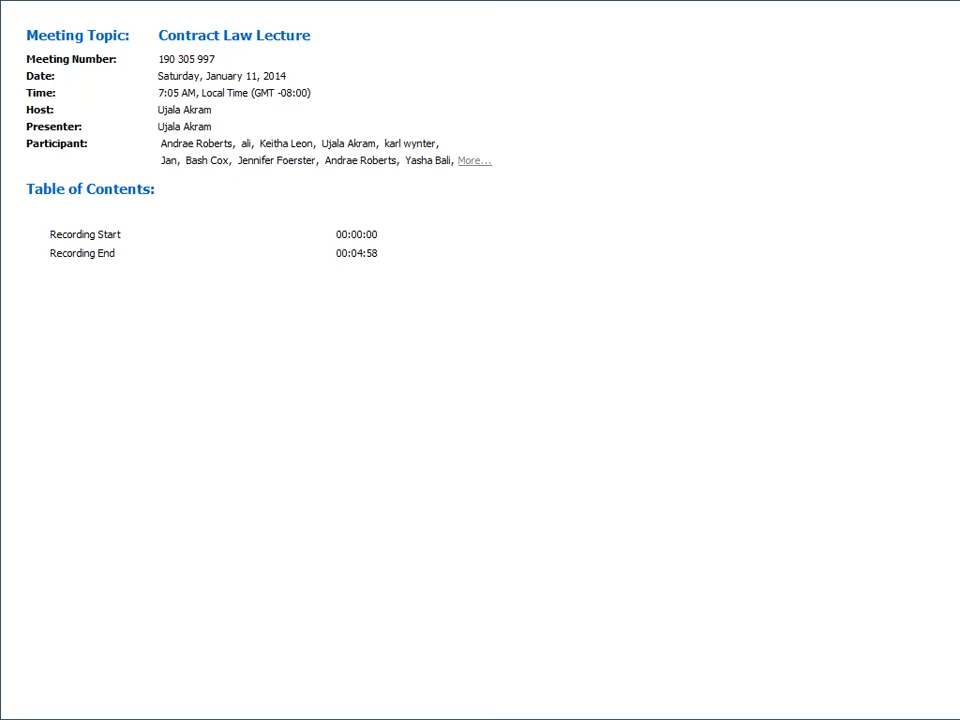 Meeting Topic: Contract Law Lecture
Meeting Number: 190 305 997
Date: Saturday, January 11, 2014
Time: 7:05 AM, Local Time (GMT -08:00)
Host: Ujala Akram
Presenter: Ujala Akram
Participant: Andrae Roberts, ali, Keitha Leon, Ujala Akram, karl wynter,
Jan, Bash Cox, Jennifer Foerster, Andrae Roberts, Yasha Bali, More...
Table of Contents:
Recording Start 00:00:00
Recording End 00:04:58